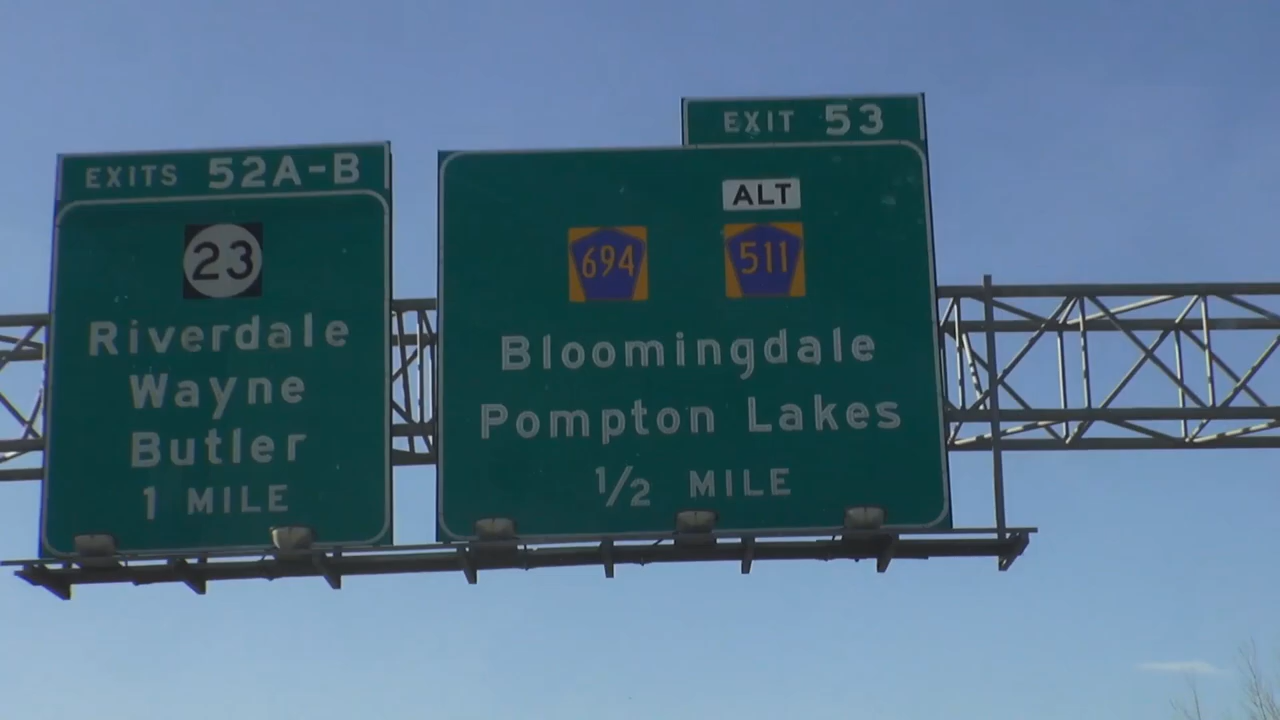 EXITS 52A-B
23
Riverdale
Wayne
Butler
1 MILE
EXIT 53
ALT
694 511
Bloomingdale
Pompton Lakes
1/2 MILE